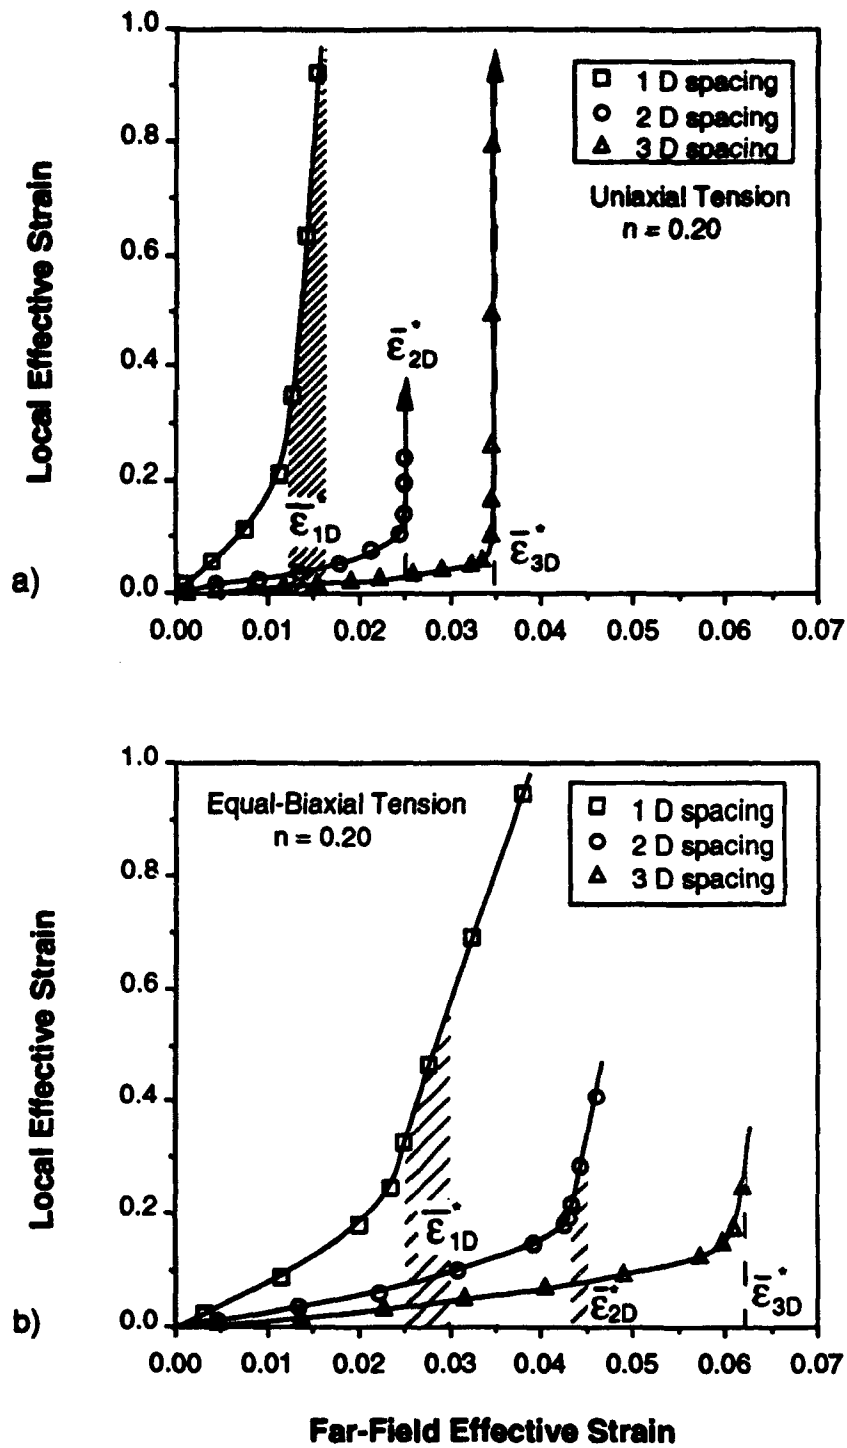 1.0
0.8
0.6
0.4
0.2
0.0
Local Effective Strain
a)
1 D spacing
2 D spacing
3 D spacing
Uniaxial Tension
n = 0.20
ε̄*2D
ε̄*1D
ε̄*3D
0.00 0.01 0.02 0.03 0.04 0.05 0.06 0.07
1.0
0.8
0.6
0.4
0.2
0.0
Local Effective Strain
b)
Equal-Biaxial Tension
n = 0.20
1 D spacing
2 D spacing
3 D spacing
ε̄*1D
ε̄*2D
ε̄*3D
0.00 0.01 0.02 0.03 0.04 0.05 0.06 0.07
Far-Field Effective Strain